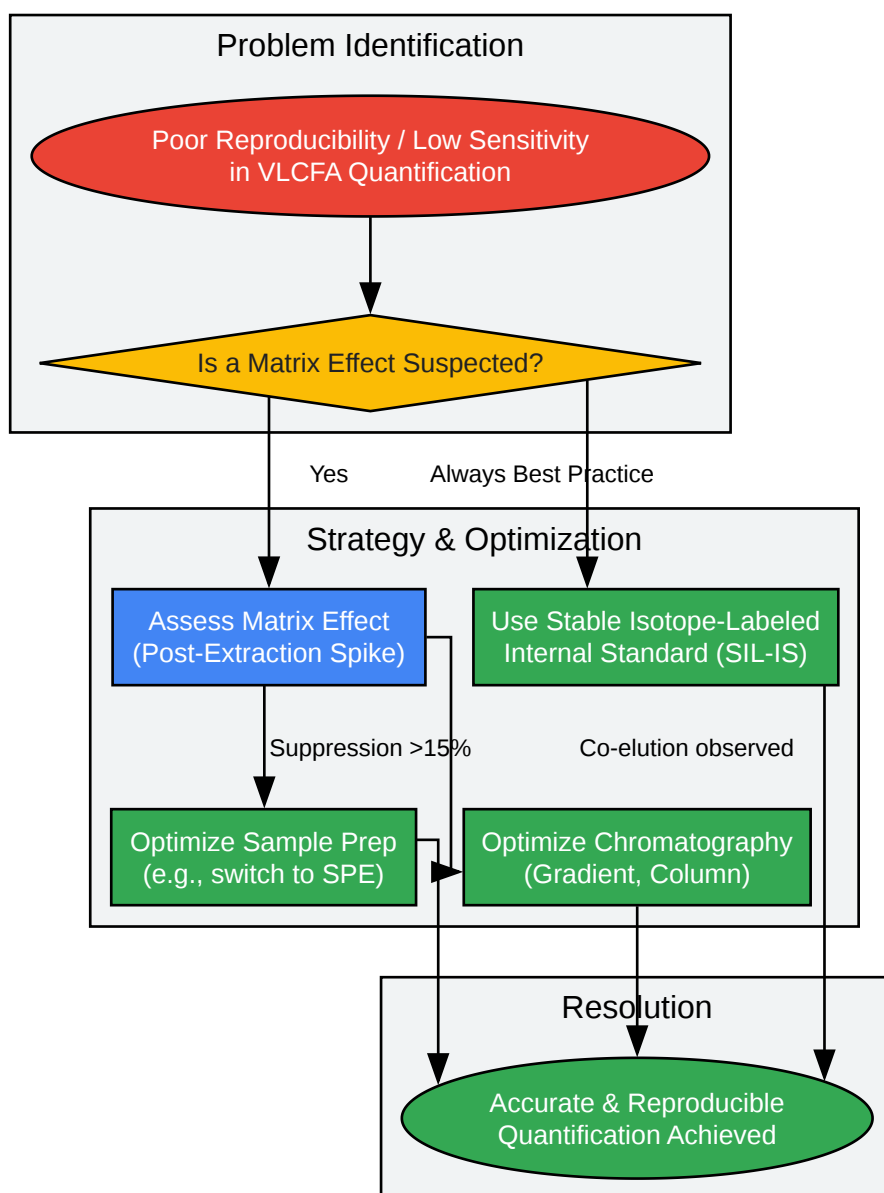 Problem Identification
Poor Reproducibility / Low Sensitivity
in VLCFA Quantification
Is a Matrix Effect Suspected?
Yes
Always Best Practice
Strategy & Optimization
Assess Matrix Effect
(Post-Extraction Spike)
Use Stable Isotope-Labeled
Internal Standard (SIL-IS)
Suppression >15%
Co-elution observed
Optimize Sample Prep
(e.g., switch to SPE)
Optimize Chromatography
(Gradient, Column)
Resolution
Accurate & Reproducible
Quantification Achieved